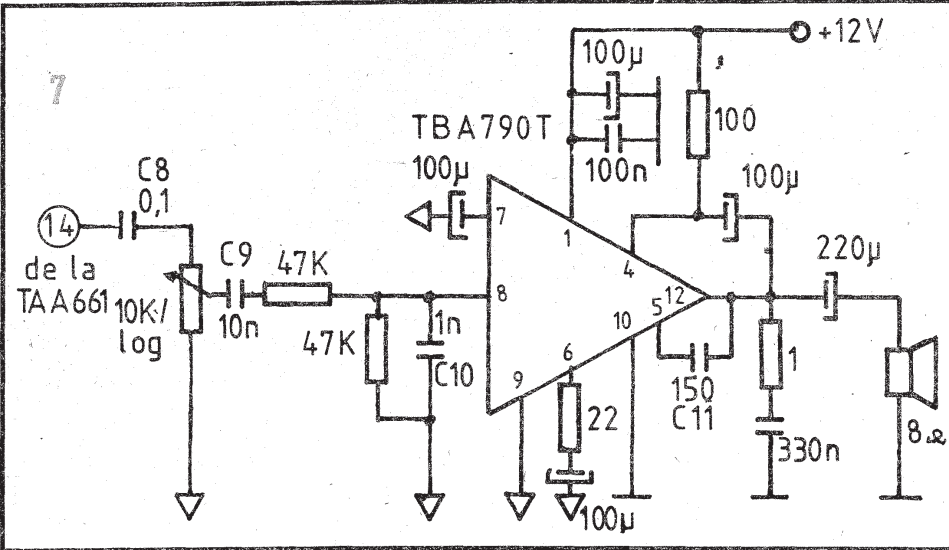 7
+12V
100µ
TBA790T
100
100n
100µ
C8
0,1
100µ
14
7
1
4
220µ
de la
TAA661
C9
47K
10K/
log
10n
8
5
12
47K
1n
10
6
9
C10
150
C11
1
22
8Ω
330n
100µ